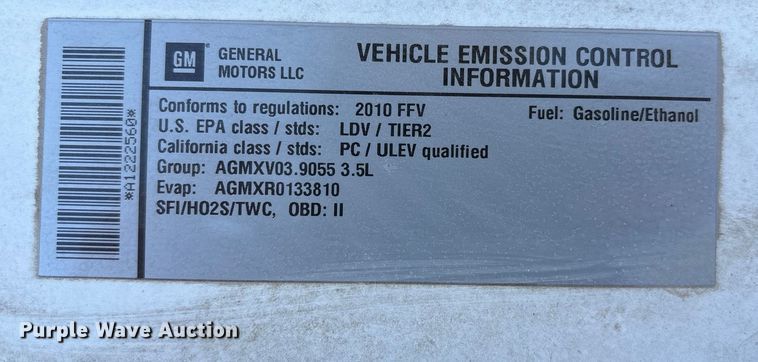 GM
GENERAL
MOTORS LLC
VEHICLE EMISSION CONTROL
INFORMATION
Conforms to regulations: 2010 FFV
Fuel: Gasoline/Ethanol
U.S. EPA class / stds: LDV / TIER2
California class / stds: PC / ULEV qualified
Group: AGMXV03.9055 3.5L
Evap: AGMXR0133810
SFI/HO2S/TWC, OBD: II
*A1222560*
Purple Wave Auction